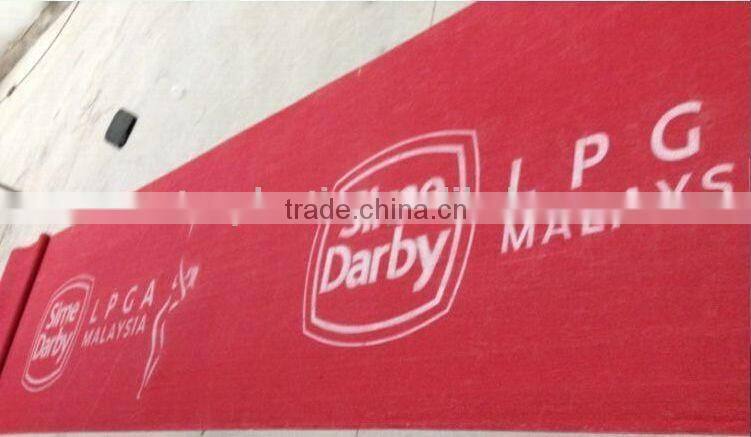 Sime
Darby
LPGA
MALAYSIA
Sime
Darby
LPG
MALAYS
trade.china.cn